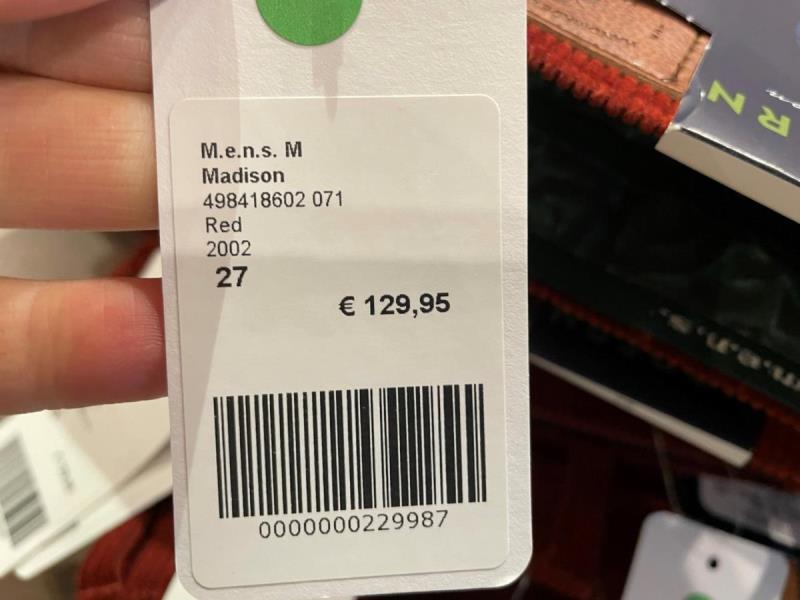 M.e.n.s. M
Madison
498418602 071
Red
2002
27
€ 129,95
0000000229987
R N
m.e.n.s.